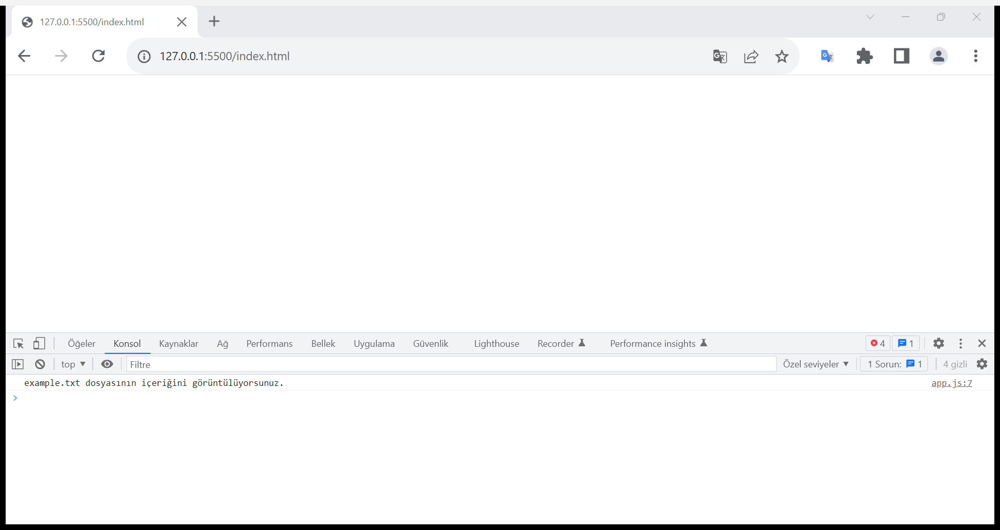 127.0.0.1:5500/index.html
127.0.0.1:5500/index.html
Öğeler Konsol Kaynaklar Ağ Performans Bellek Uygulama Güvenlik Lighthouse Recorder Performance insights 4 1
top Filtre Özel seviyeler 1 Sorun: 1 4 gizli
example.txt dosyasının içeriğini görüntülüyorsunuz. app.js:7